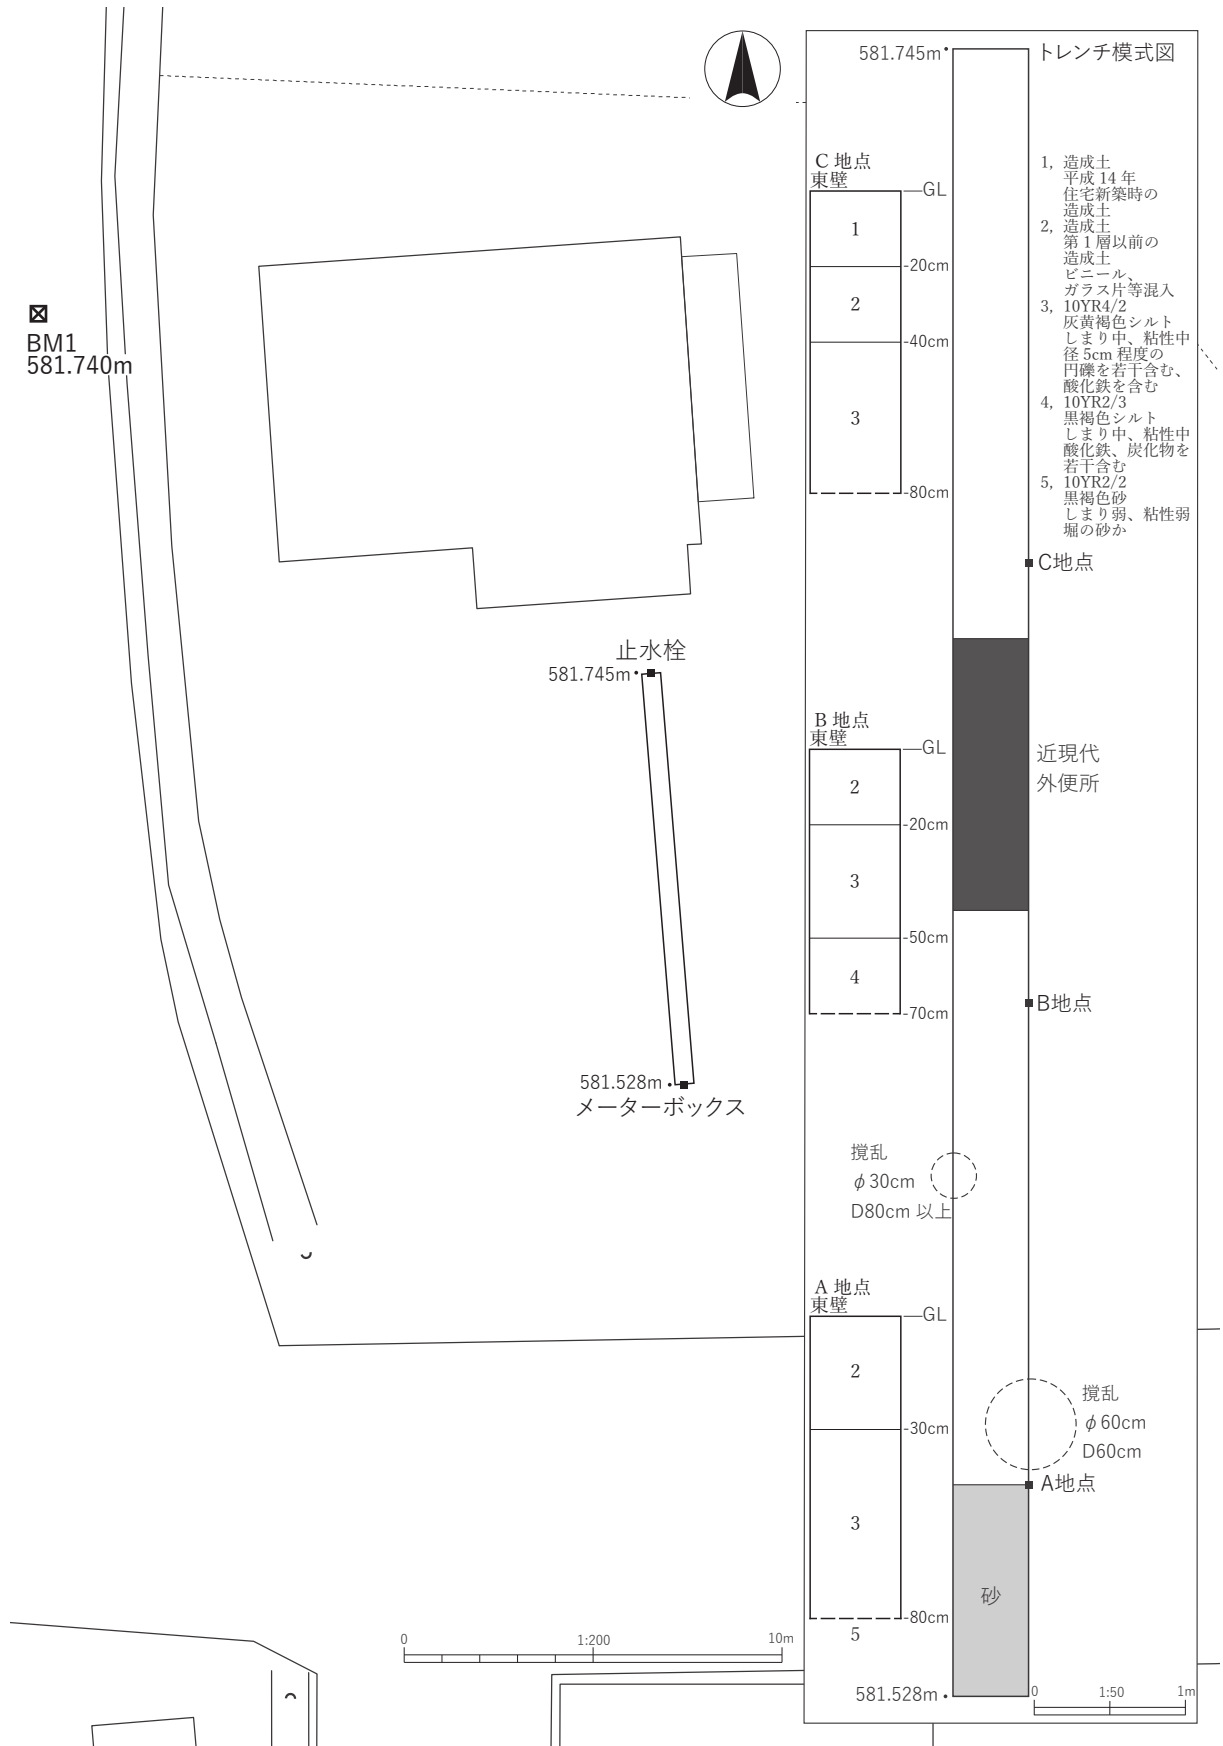 581.745m
トレンチ模式図
C 地点
東壁
GL
1
-20cm
2
-40cm
3
-80cm
1, 造成土
平成 14 年
住宅新築時の
造成土
2, 造成土
第 1 層以前の
造成土
ビニール、
ガラス片等混入
3, 10YR4/2
灰黄褐色シルト
しまり中、粘性中
径 5cm 程度の
円礫を若干含む、
酸化鉄を含む
4, 10YR2/3
黒褐色シルト
しまり中、粘性中
酸化鉄、炭化物を
若干含む
5, 10YR2/2
黒褐色砂
しまり弱、粘性弱
堀の砂か
C地点
BM1
581.740m
止水栓
581.745m
B 地点
東壁
GL
2
-20cm
3
-50cm
4
-70cm
近現代
外便所
B地点
581.528m
メーターボックス
撹乱
φ30cm
D80cm 以上
A 地点
東壁
GL
2
-30cm
3
-80cm
5
撹乱
φ60cm
D60cm
A地点
砂
581.528m
0 1:200 10m
0 1:50 1m